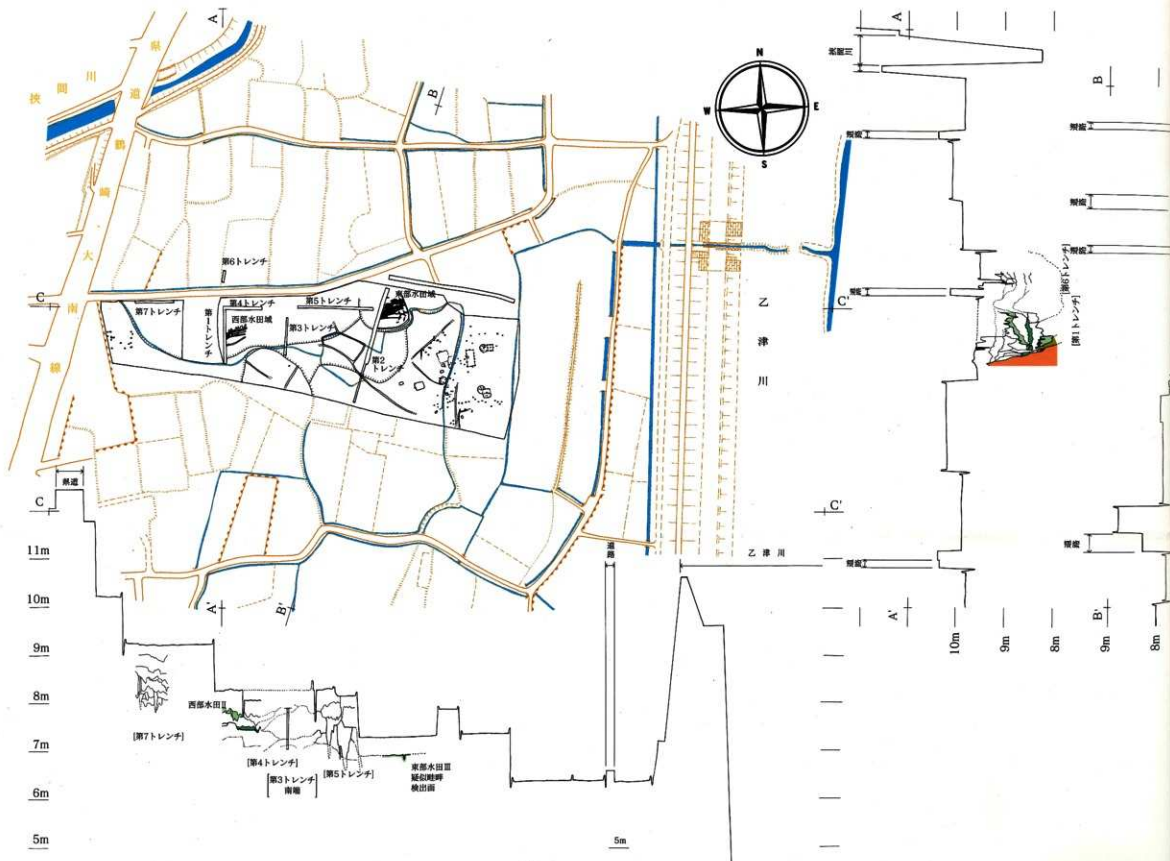 A
挾間川
県道鶴崎大南線
B
N
W
E
S
第6トレンチ
C
第7トレンチ
第1トレンチ
第4トレンチ
西部水田域
第5トレンチ
第3トレンチ
東部水田域
第2
トレンチ
乙津川
C'
A'
B'
C
県道
C'
道路
乙津川
11m
10m
9m
8m
7m
6m
5m
西部水田Ⅱ
[第7トレンチ]
[第4トレンチ]
[第3トレンチ
南端]
[第5トレンチ]
東部水田Ⅲ
疑似畦畔
検出面
5m
A
B
[第6トレンチ]
[第1トレンチ]
A'
B'
10m
9m
8m
9m
8m